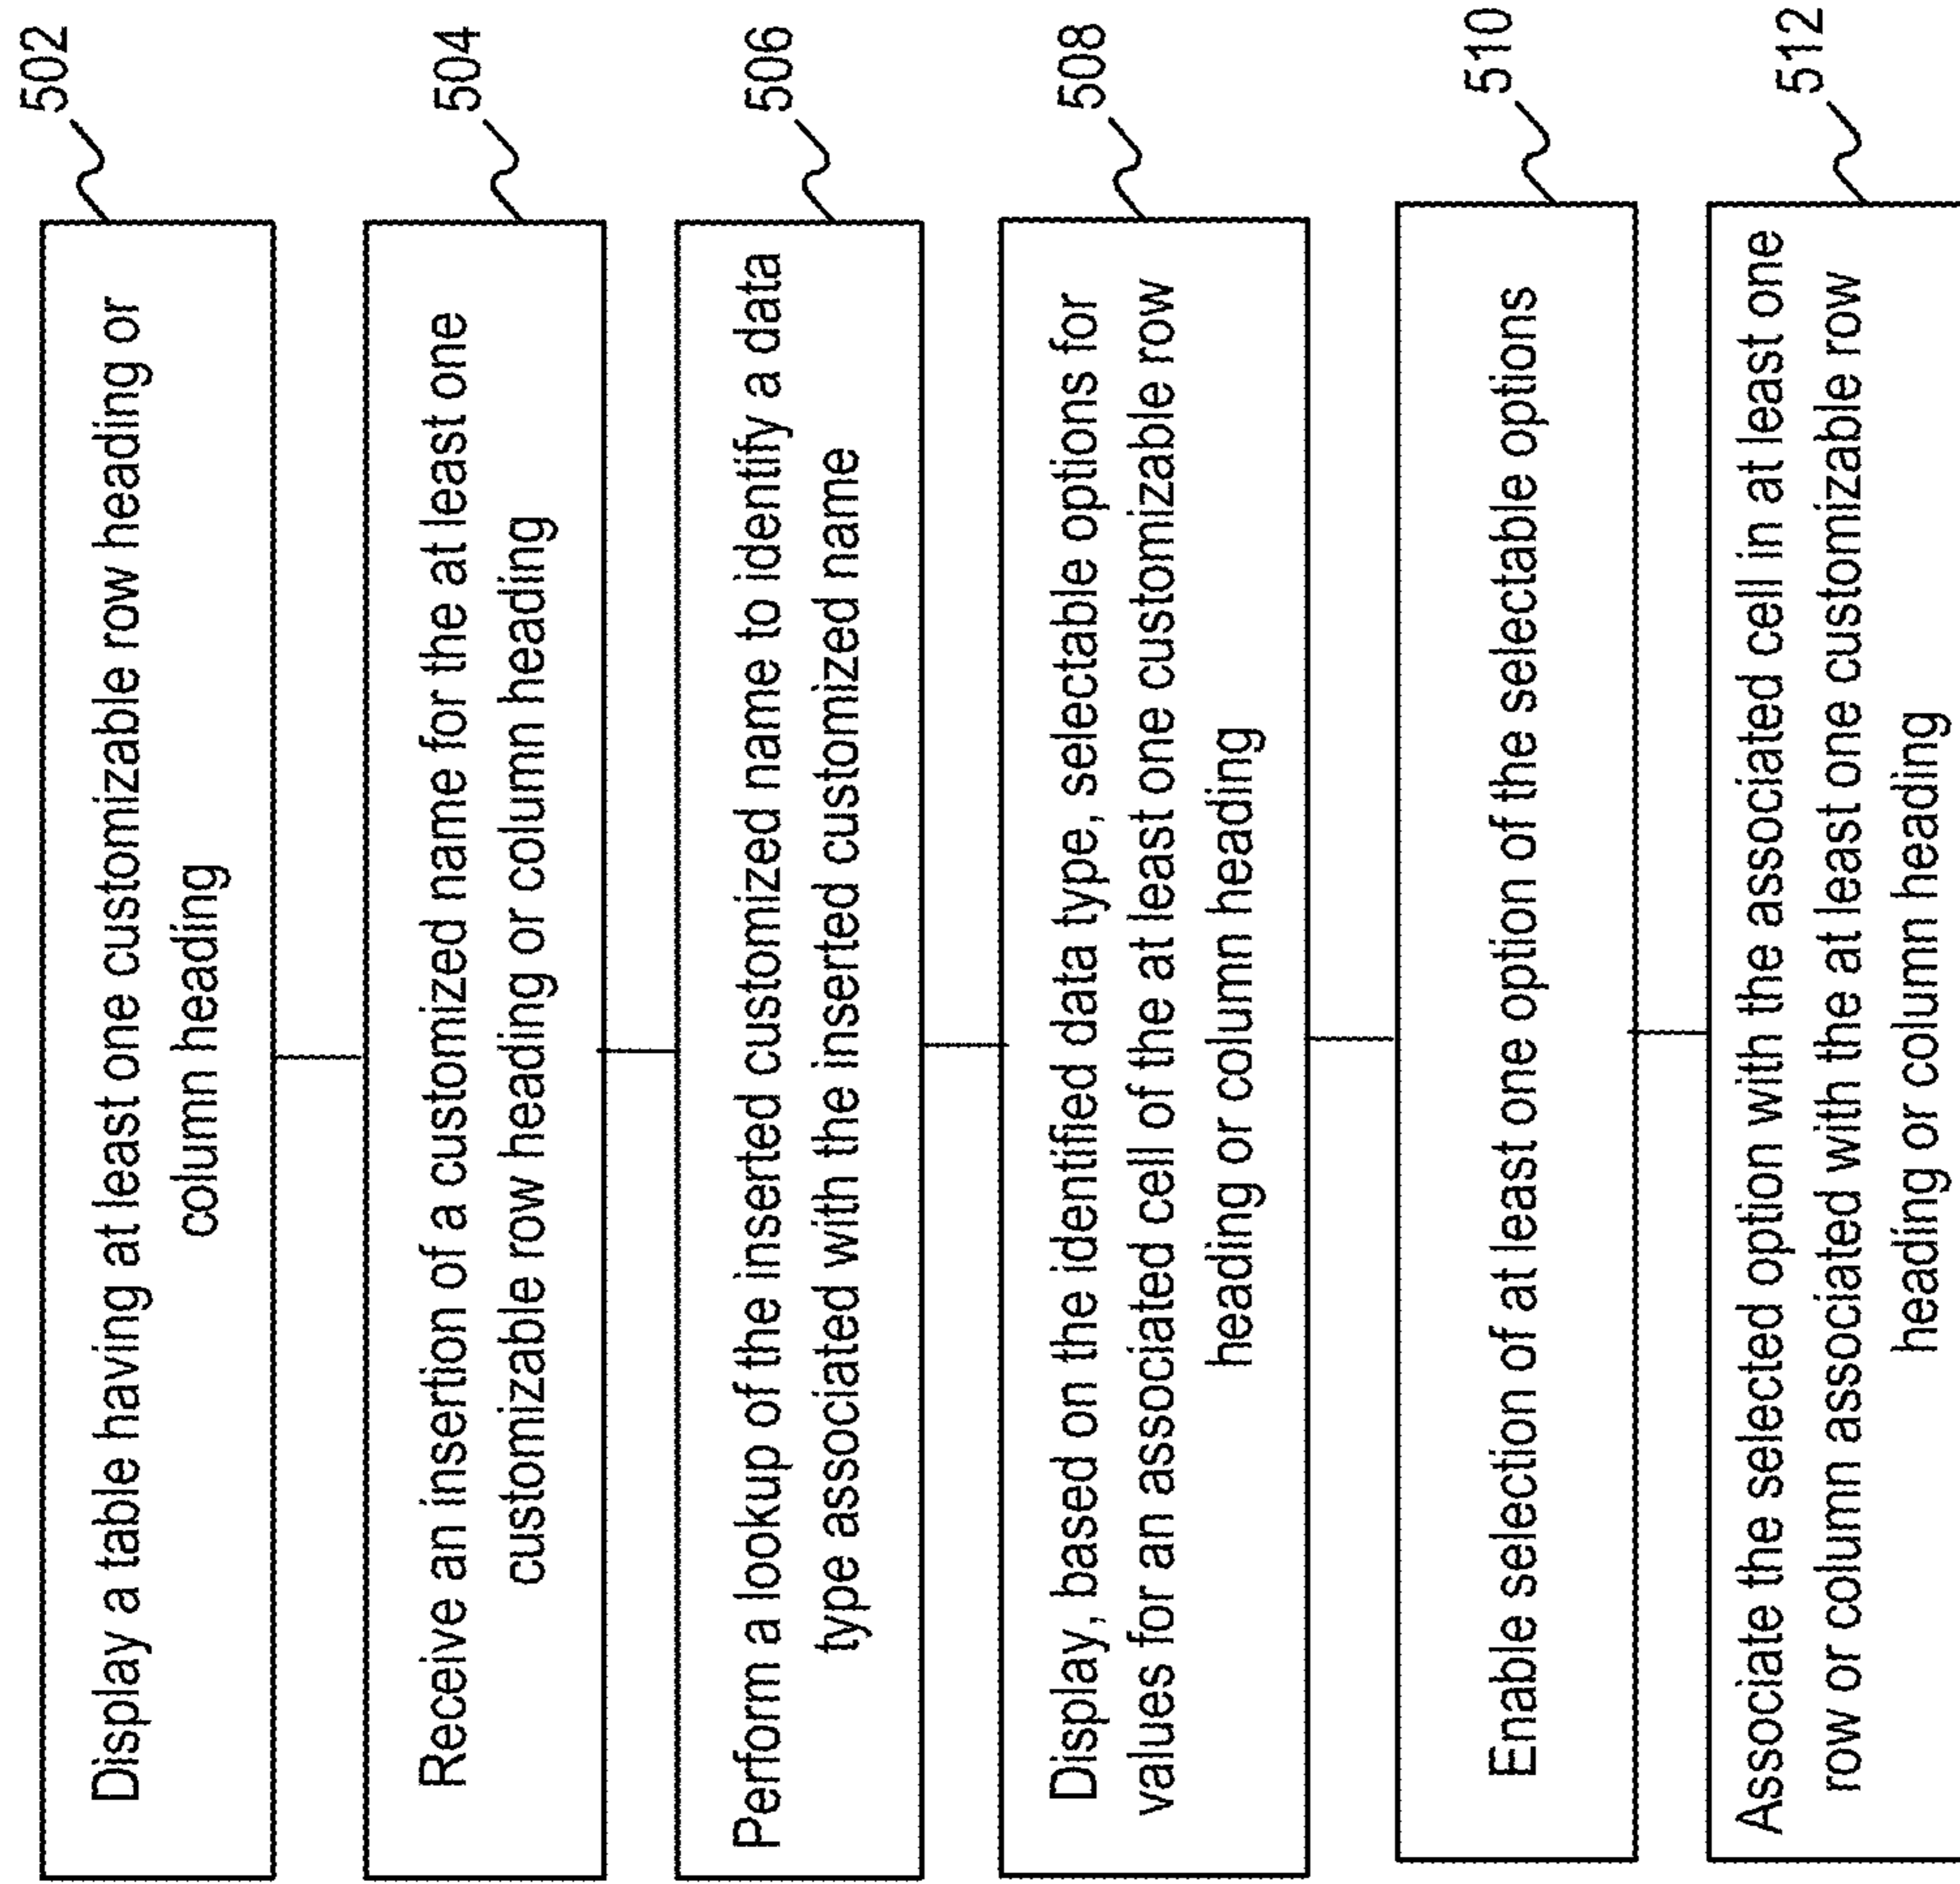 Display a table having at least one customizable row heading or
column heading
502
Receive an insertion of a customized name for the at least one
customizable row heading or column heading
504
Perform a lookup of the inserted customized name to identify a data
type associated with the inserted customized name
506
Display, based on the identified data type, selectable options for
values for an associated cell of the at least one customizable row
heading or column heading
508
Enable selection of at least one option of the selectable options
510
Associate the selected option with the associated cell in at least one
row or column associated with the at least one customizable row
heading or column heading
512